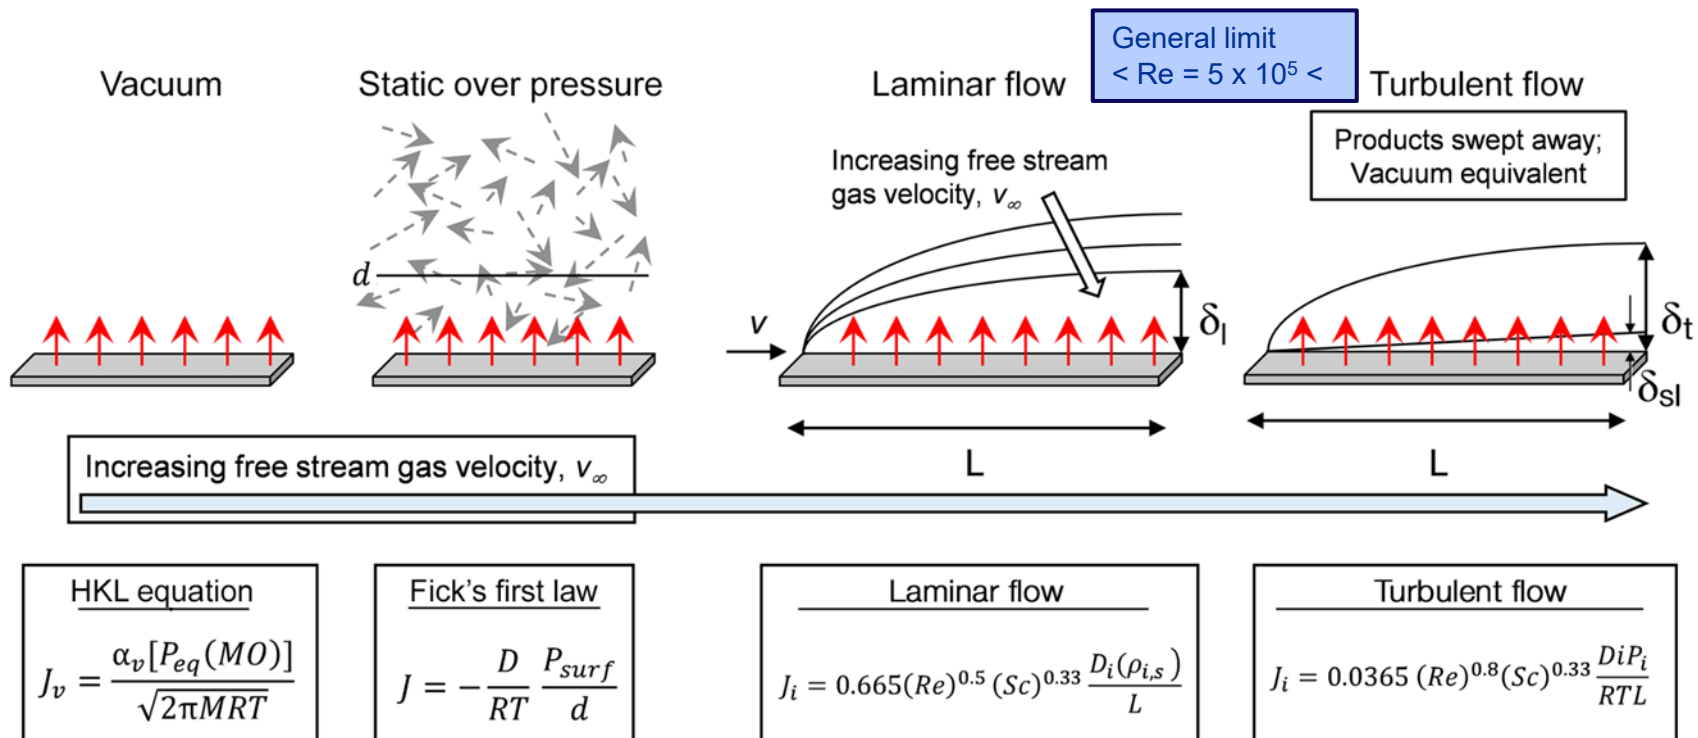 General limit
< Re = 5 x 10⁵ <
Vacuum
Static over pressure
Laminar flow
Turbulent flow
Products swept away;
Vacuum equivalent
Increasing free stream
gas velocity, v∞
d
v
δl
δt
δsl
L
L
Increasing free stream gas velocity, v∞
HKL equation
Jᵥ = αᵥ[P_eq(MO)] / √(2πMRT)
Fick's first law
J = − D/RT P_surf/d
Laminar flow
Jᵢ = 0.665(Re)^0.5 (Sc)^0.33 Dᵢ(ρᵢ,ₛ)/L
Turbulent flow
Jᵢ = 0.0365 (Re)^0.8(Sc)^0.33 DiPᵢ/RTL